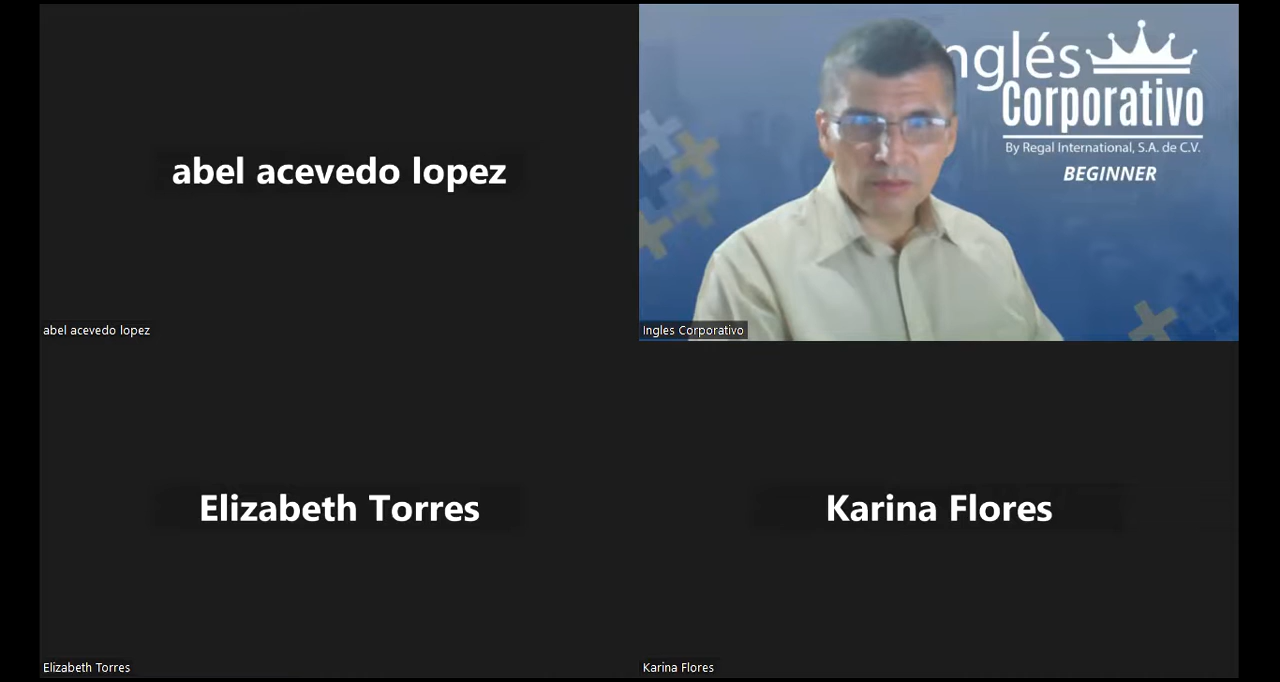 abel acevedo lopez
abel acevedo lopez
nglés
Corporativo
By Regal International, S.A. de C.V.
BEGINNER
Ingles Corporativo
Elizabeth Torres
Elizabeth Torres
Karina Flores
Karina Flores